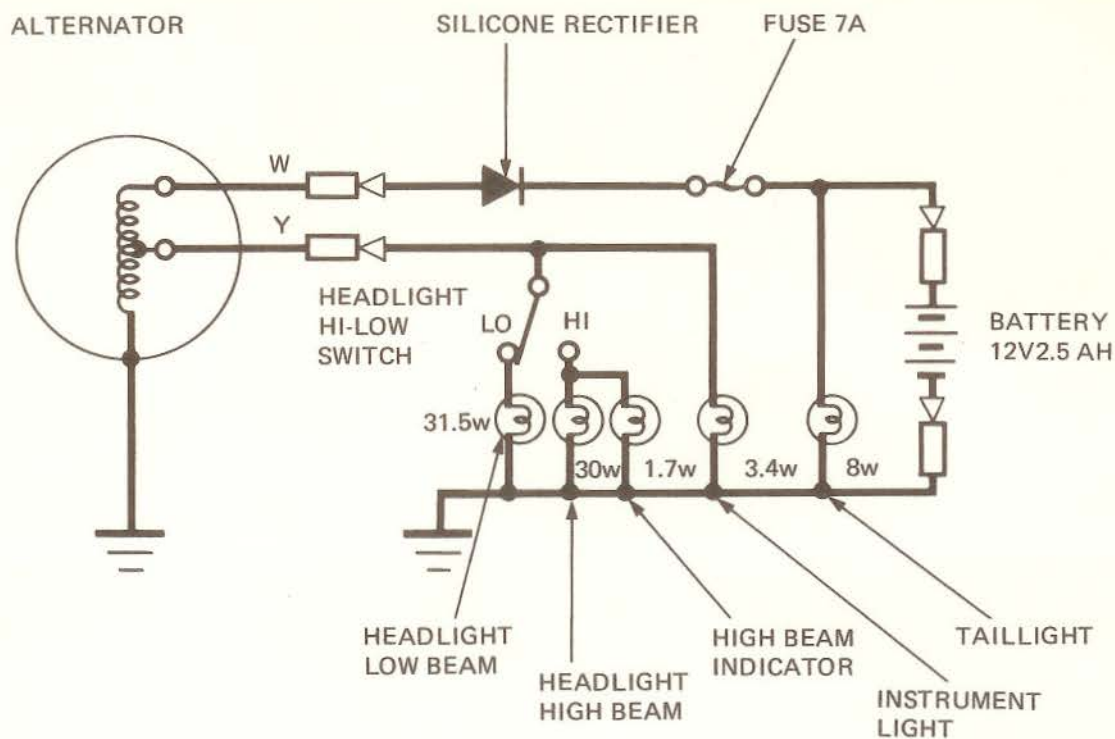 ALTERNATOR
SILICONE RECTIFIER
FUSE 7A
W
Y
HEADLIGHT
HI-LOW
SWITCH
LO
HI
BATTERY
12V2.5 AH
31.5w
30w
1.7w
3.4w
8w
HEADLIGHT
LOW BEAM
HEADLIGHT
HIGH BEAM
HIGH BEAM
INDICATOR
INSTRUMENT
LIGHT
TAILLIGHT